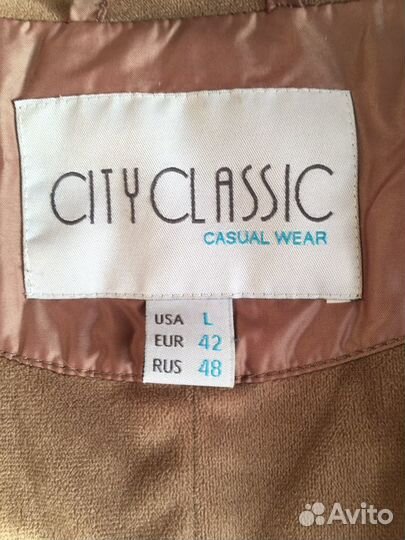 CITYCLASSIC
CASUAL WEAR
USA L
EUR 42
RUS 48
Avito